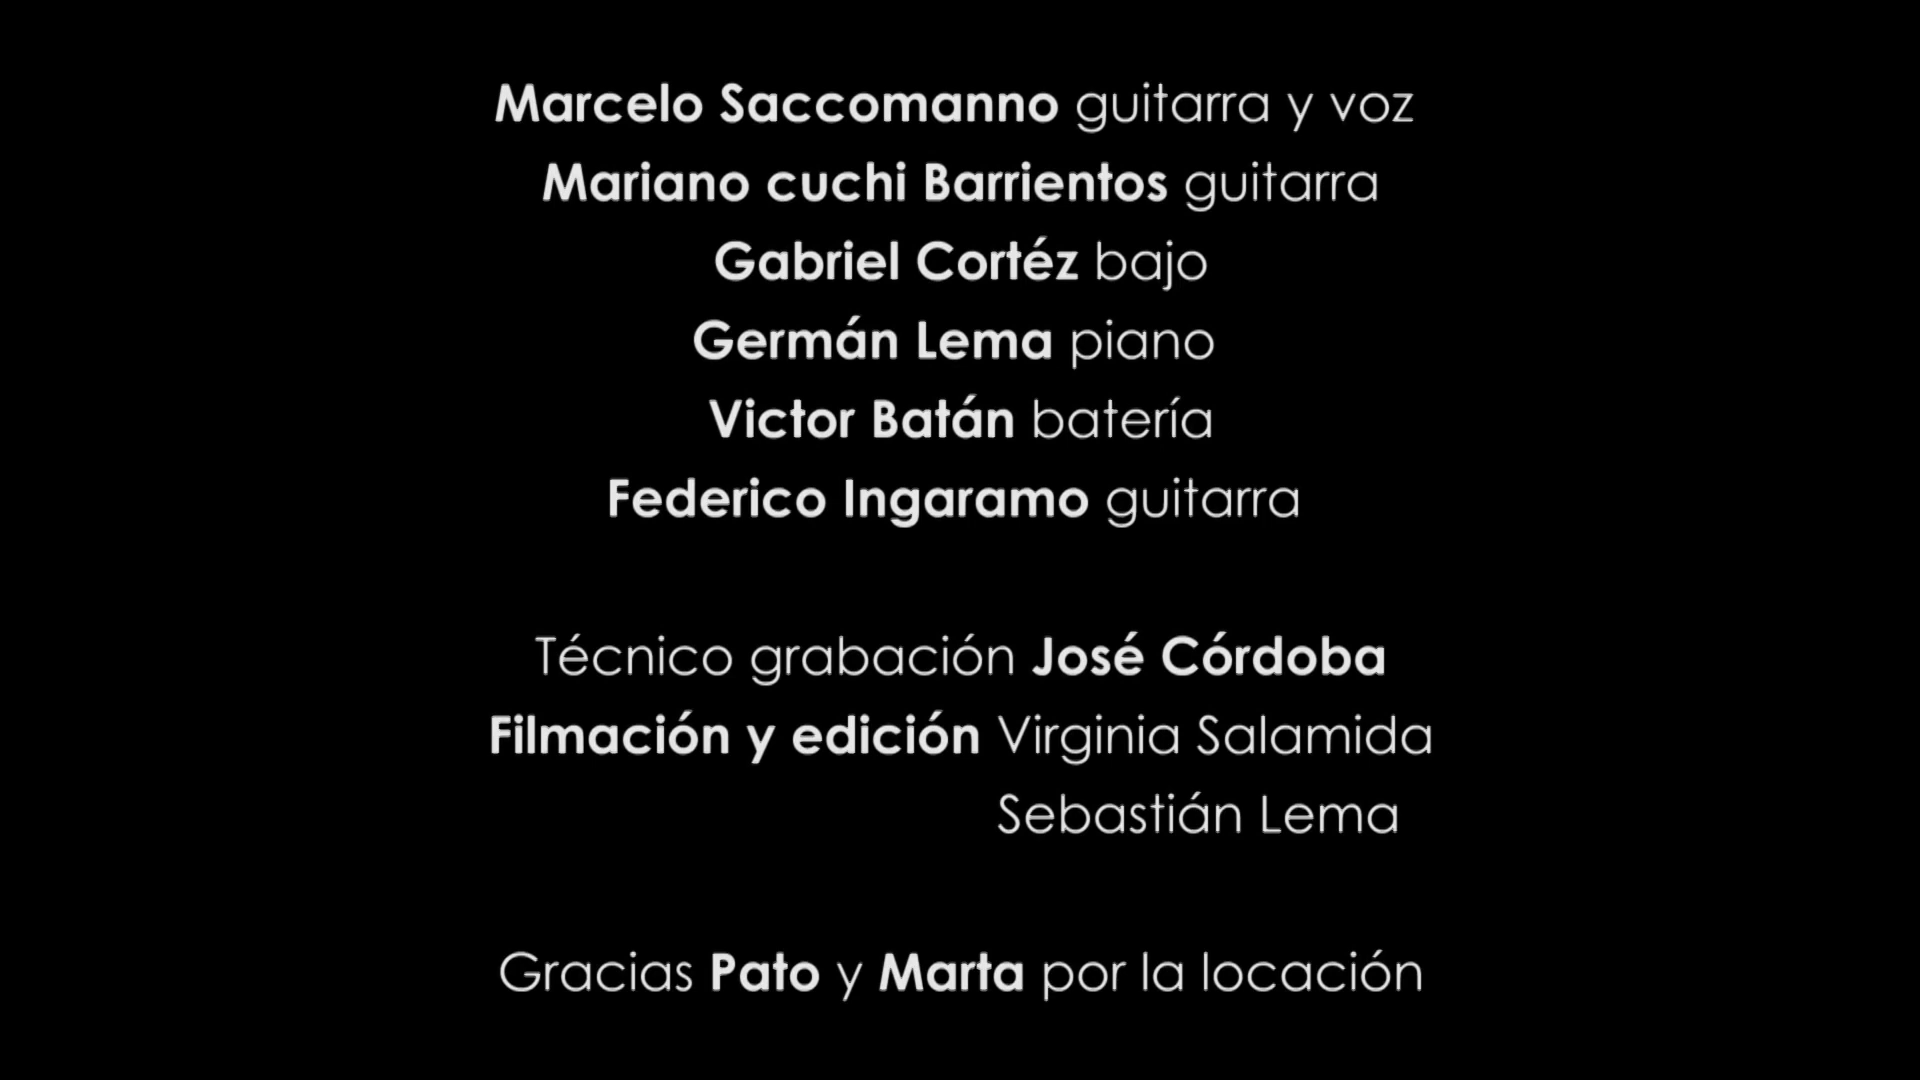 Marcelo Saccomanno guitarra y voz
Mariano cuchi Barrientos guitarra
Gabriel Cortéz bajo
Germán Lema piano
Victor Batán batería
Federico Ingaramo guitarra
Técnico grabación José Córdoba
Filmación y edición Virginia Salamida
Sebastián Lema
Gracias Pato y Marta por la locación